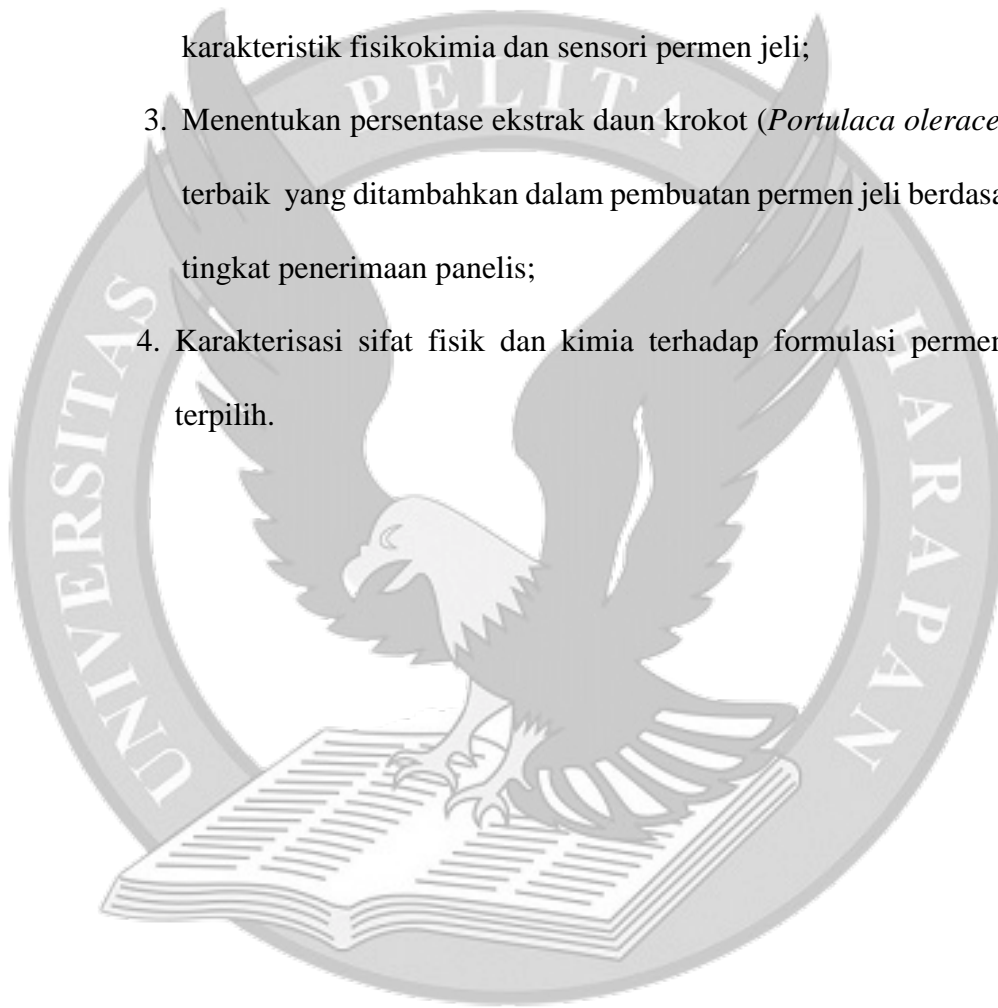 karakteristik fisikokimia dan sensori permen jeli;
3. Menentukan persentase ekstrak daun krokot (Portulaca olerace
terbaik yang ditambahkan dalam pembuatan permen jeli berdasa
tingkat penerimaan panelis;
4. Karakterisasi sifat fisik dan kimia terhadap formulasi permen
terpilih.
UNIVERSITAS PELITA HARAPAN